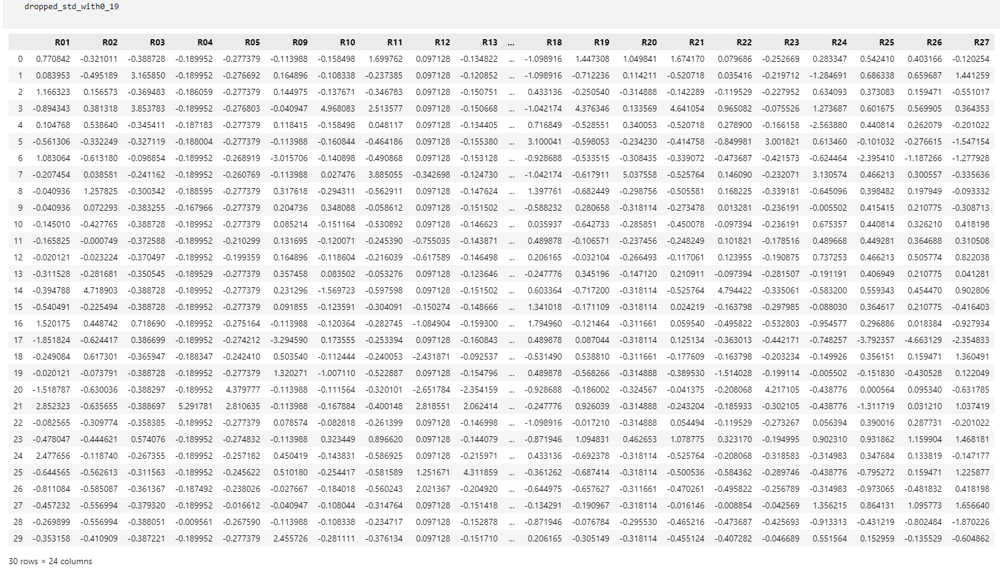 dropped_std_with0_19
R01 R02 R03 R04 R05 R09 R10 R11 R12 R13 ... R18 R19 R20 R21 R22 R23 R24 R25 R26 R27
0 0.770842 -0.321011 -0.388728 -0.189952 -0.277379 -0.113988 -0.158498 1.699762 0.097128 -0.134822 ... -1.098916 1.447308 1.049841 1.674170 0.079686 -0.252669 0.283347 0.542410 0.403166 -0.120254
1 0.083953 -0.495189 3.165850 -0.189952 -0.276692 0.164896 -0.108338 -0.237385 0.097128 -0.120852 ... -1.098916 -0.712236 0.114211 -0.520718 0.035416 -0.219712 -1.284691 0.686338 0.659687 1.441259
2 1.166323 0.156573 -0.369483 -0.186059 -0.277379 0.144975 -0.137671 -0.346783 0.097128 -0.150751 ... 0.433136 -0.250540 -0.314888 -0.142289 -0.119529 -0.227952 0.634093 0.373083 0.159471 -0.551017
3 -0.894343 0.381318 3.853783 -0.189952 -0.276803 -0.040947 4.968083 2.513577 0.097128 -0.150668 ... -1.042174 4.376346 0.133569 4.641054 0.965082 -0.075526 1.273687 0.601675 0.569905 0.364353
4 0.104768 0.538640 -0.345411 -0.187183 -0.277379 0.118415 -0.158498 0.048117 0.097128 -0.134405 ... 0.716849 -0.528551 0.340053 -0.520718 0.278900 -0.166158 -2.563880 0.440814 0.262079 -0.201022
5 -0.561306 -0.332249 -0.327119 -0.188004 -0.277379 -0.113988 -0.160844 -0.464186 0.097128 -0.155380 ... 3.100041 -0.598053 -0.234230 -0.414758 -0.849981 3.001821 0.613460 -0.101032 -0.276615 -1.547154
6 1.083064 -0.613180 -0.098854 -0.189952 -0.268919 -3.015706 -0.140898 -0.490868 0.097128 -0.153128 ... -0.928688 -0.533515 -0.308435 -0.339072 -0.473687 -0.421573 -0.624464 -2.395410 -1.187266 -1.277928
7 -0.207454 0.038581 -0.241162 -0.189952 -0.260769 -0.113988 0.027476 3.885055 -0.342698 -0.124730 ... -1.042174 -0.617911 5.037558 -0.525764 0.146090 -0.232071 3.130574 0.466213 0.300557 -0.335636
8 -0.040936 1.257825 -0.300342 -0.188595 -0.277379 0.317618 -0.294311 -0.562911 0.097128 -0.147624 ... 1.397761 -0.682449 -0.298756 -0.505581 0.168225 -0.339181 -0.645096 0.398482 0.197949 -0.093332
9 -0.040936 0.072293 -0.383255 -0.167966 -0.277379 0.204736 0.348088 -0.058612 0.097128 -0.151502 ... -0.588232 0.280658 -0.318114 -0.273478 0.013281 -0.236191 -0.005502 0.415415 0.210775 -0.308713
10 -0.145010 -0.427765 -0.388728 -0.189952 -0.277379 0.085214 -0.151164 -0.530892 0.097128 -0.146623 ... 0.035937 -0.642733 -0.285851 -0.450078 -0.097394 -0.236191 0.675357 0.440814 0.326210 0.418198
11 -0.165825 -0.000749 -0.372588 -0.189952 -0.210299 0.131695 -0.120071 -0.245390 -0.755035 -0.143871 ... 0.489878 -0.106571 -0.237456 -0.248249 0.101821 -0.178516 0.489668 0.449281 0.364688 0.310508
12 -0.020121 -0.023224 -0.370497 -0.189952 -0.199359 0.164896 -0.118604 -0.216039 -0.617589 -0.146498 ... 0.206165 -0.032104 -0.266493 -0.117061 0.123955 -0.190875 0.737253 0.466213 0.505774 0.822038
13 -0.311528 -0.281681 -0.350545 -0.189529 -0.277379 0.357458 0.083502 -0.053276 0.097128 -0.123646 ... -0.247776 0.345196 -0.147120 0.210911 -0.097394 -0.281507 -0.191191 0.406949 0.210775 0.041281
14 -0.394788 4.718903 -0.388728 -0.189952 -0.277379 0.231296 -1.569723 -0.597598 0.097128 -0.151502 ... 0.603364 -0.717200 -0.318114 -0.525764 4.794422 -0.335061 -0.583200 0.559343 0.454470 0.902806
15 -0.540491 -0.225494 -0.388728 -0.189952 -0.277379 0.091855 -0.123591 -0.304091 -0.150274 -0.148666 ... 1.341018 -0.171109 -0.318114 0.024219 -0.163798 -0.297985 -0.088030 0.364617 0.210775 -0.416403
16 1.520175 0.448742 0.718690 -0.189952 -0.275164 -0.113988 -0.120364 -0.282745 -1.084904 -0.159300 ... 1.794960 -0.121464 -0.311661 0.059540 -0.495822 -0.532803 -0.954577 0.296886 0.018384 -0.927934
17 -1.851824 -0.624417 0.386699 -0.189952 -0.274212 -3.294590 0.173555 -0.253394 0.097128 -0.160843 ... 0.489878 0.087044 -0.318114 0.125134 -0.363013 -0.442171 -0.748257 -3.792357 -4.663129 -2.354833
18 -0.249084 0.617301 -0.365947 -0.188347 -0.242410 0.503540 -0.112444 -0.240053 -2.431871 -0.092537 ... -0.531490 0.538810 -0.311661 -0.177609 -0.163798 -0.203234 -0.149926 0.356151 0.159471 1.360491
19 -0.020121 -0.073791 -0.388728 -0.189952 -0.277379 1.320271 -1.007110 -0.522887 0.097128 -0.154796 ... 0.489878 -0.568266 -0.314888 -0.389530 -1.514028 -0.199114 -0.005502 -0.151830 -0.430528 0.122049
20 -1.518787 -0.630036 -0.388297 -0.189952 4.379777 -0.113988 -0.111564 -0.320101 -2.651784 -2.354159 ... -0.928688 -0.186002 -0.324567 -0.041375 -0.208068 4.217105 -0.438776 0.000564 0.095340 -0.631785
21 2.852323 -0.635655 -0.388697 5.291781 2.810635 -0.113988 -0.167884 -0.400148 2.818551 2.062414 ... -0.247776 0.926039 -0.314888 -0.243204 -0.185933 -0.302105 -0.438776 -1.311719 0.031210 1.037419
22 -0.082565 -0.309774 -0.358385 -0.189952 -0.277379 0.078574 -0.082818 -0.261399 0.097128 -0.146998 ... -1.098916 -0.017210 -0.314888 0.054494 -0.119529 -0.273267 0.056394 0.390016 0.287731 -0.201022
23 -0.478047 -0.444621 0.574076 -0.189952 -0.274832 -0.113988 0.323449 0.896620 0.097128 -0.144079 ... -0.871946 1.094831 0.462653 1.078775 0.323170 -0.194995 0.902310 0.931862 1.159904 1.468181
24 2.477656 -0.118740 -0.267355 -0.189952 -0.257182 0.450419 -0.143831 -0.586925 0.097128 -0.215971 ... 0.433136 -0.692378 -0.318114 -0.525764 -0.208068 -0.318583 -0.314983 0.347684 0.133819 -0.147177
25 -0.644565 -0.562613 -0.311563 -0.189952 -0.245622 0.510180 -0.254417 -0.581589 1.251671 4.311859 ... -0.361262 -0.687414 -0.318114 -0.500536 -0.584362 -0.289746 -0.438776 -0.795272 0.159471 1.225877
26 -0.811084 -0.585087 -0.361367 -0.187492 -0.238026 -0.027667 -0.184018 -0.560243 2.021367 -0.204920 ... -0.644975 -0.657627 -0.311661 -0.470261 -0.495822 -0.256789 -0.314983 -0.973065 -0.481832 0.418198
27 -0.457232 -0.556994 -0.379320 -0.189952 -0.016612 -0.040947 -0.108044 -0.314764 0.097128 -0.151418 ... -0.134291 -0.190967 -0.318114 -0.016146 -0.008854 -0.042569 1.356215 0.864131 1.095773 1.656640
28 -0.269899 -0.556994 -0.388051 -0.009561 -0.267590 -0.113988 -0.108338 -0.234717 0.097128 -0.152878 ... -0.871946 -0.076784 -0.295530 -0.465216 -0.473687 -0.425693 -0.913313 -0.431219 -0.802484 -1.870226
29 -0.353158 -0.410909 -0.387221 -0.189952 -0.277379 2.455726 -0.281111 -0.376134 0.097128 -0.151710 ... 0.206165 -0.305149 -0.318114 -0.455124 -0.407282 -0.046689 0.551564 0.152959 -0.135529 -0.604862
30 rows × 24 columns